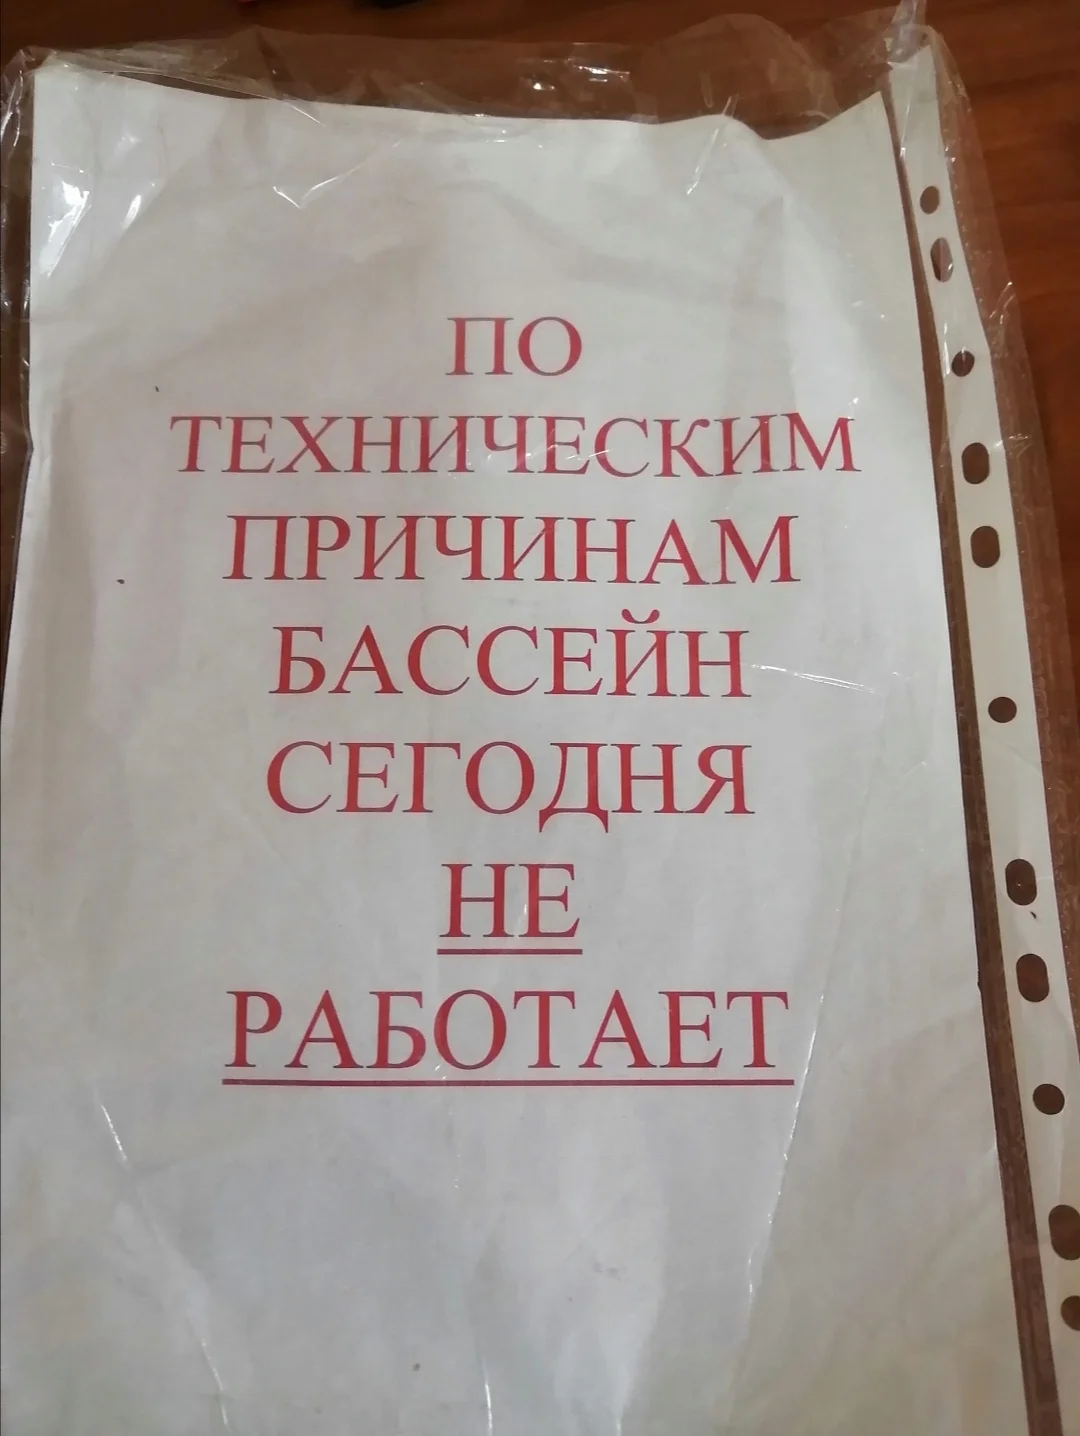 ПО
ТЕХНИЧЕСКИМ
ПРИЧИНАМ
БАССЕЙН
СЕГОДНЯ
НЕ
РАБОТАЕТ